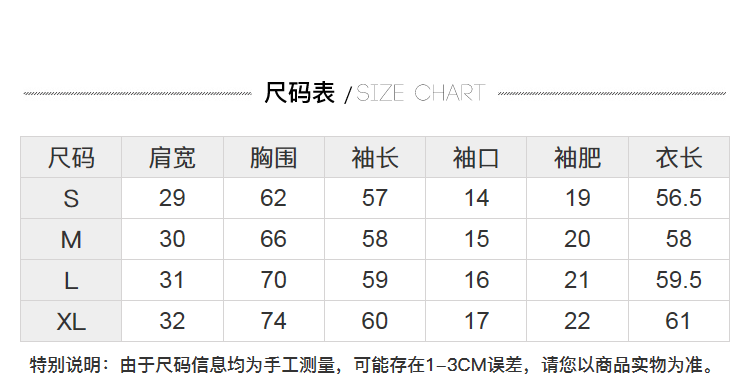 尺码表 /SIZE CHART
尺码 肩宽 胸围 袖长 袖口 袖肥 衣长
S 29 62 57 14 19 56.5
M 30 66 58 15 20 58
L 31 70 59 16 21 59.5
XL 32 74 60 17 22 61
特别说明：由于尺码信息均为手工测量，可能存在1-3CM误差，请您以商品实物为准。